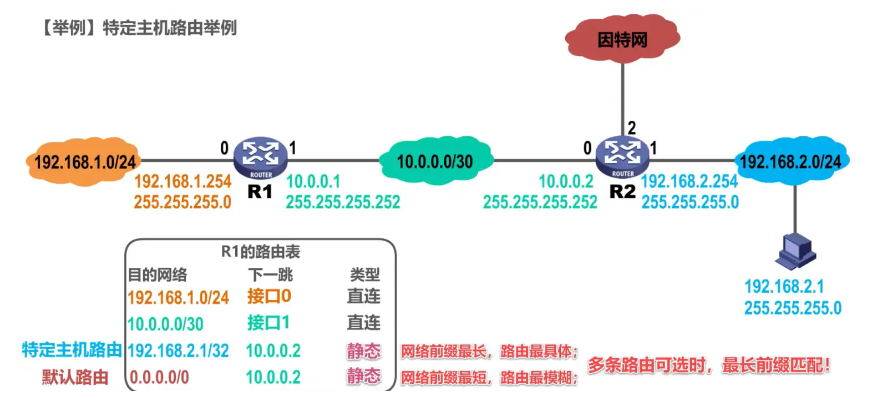 【举例】特定主机路由举例
因特网
2
0
1
0
1
192.168.1.0/24
10.0.0.0/30
192.168.2.0/24
ROUTER
ROUTER
R1
R2
192.168.1.254
255.255.255.0
10.0.0.1
255.255.255.252
10.0.0.2
255.255.255.252
192.168.2.254
255.255.255.0
192.168.2.1
255.255.255.0
R1的路由表
目的网络 下一跳 类型
192.168.1.0/24 接口0 直连
10.0.0.0/30 接口1 直连
特定主机路由 192.168.2.1/32 10.0.0.2 静态 网络前缀最长，路由最具体；
默认路由 0.0.0.0/0 10.0.0.2 静态 网络前缀最短，路由最模糊；
多条路由可选时，最长前缀匹配！